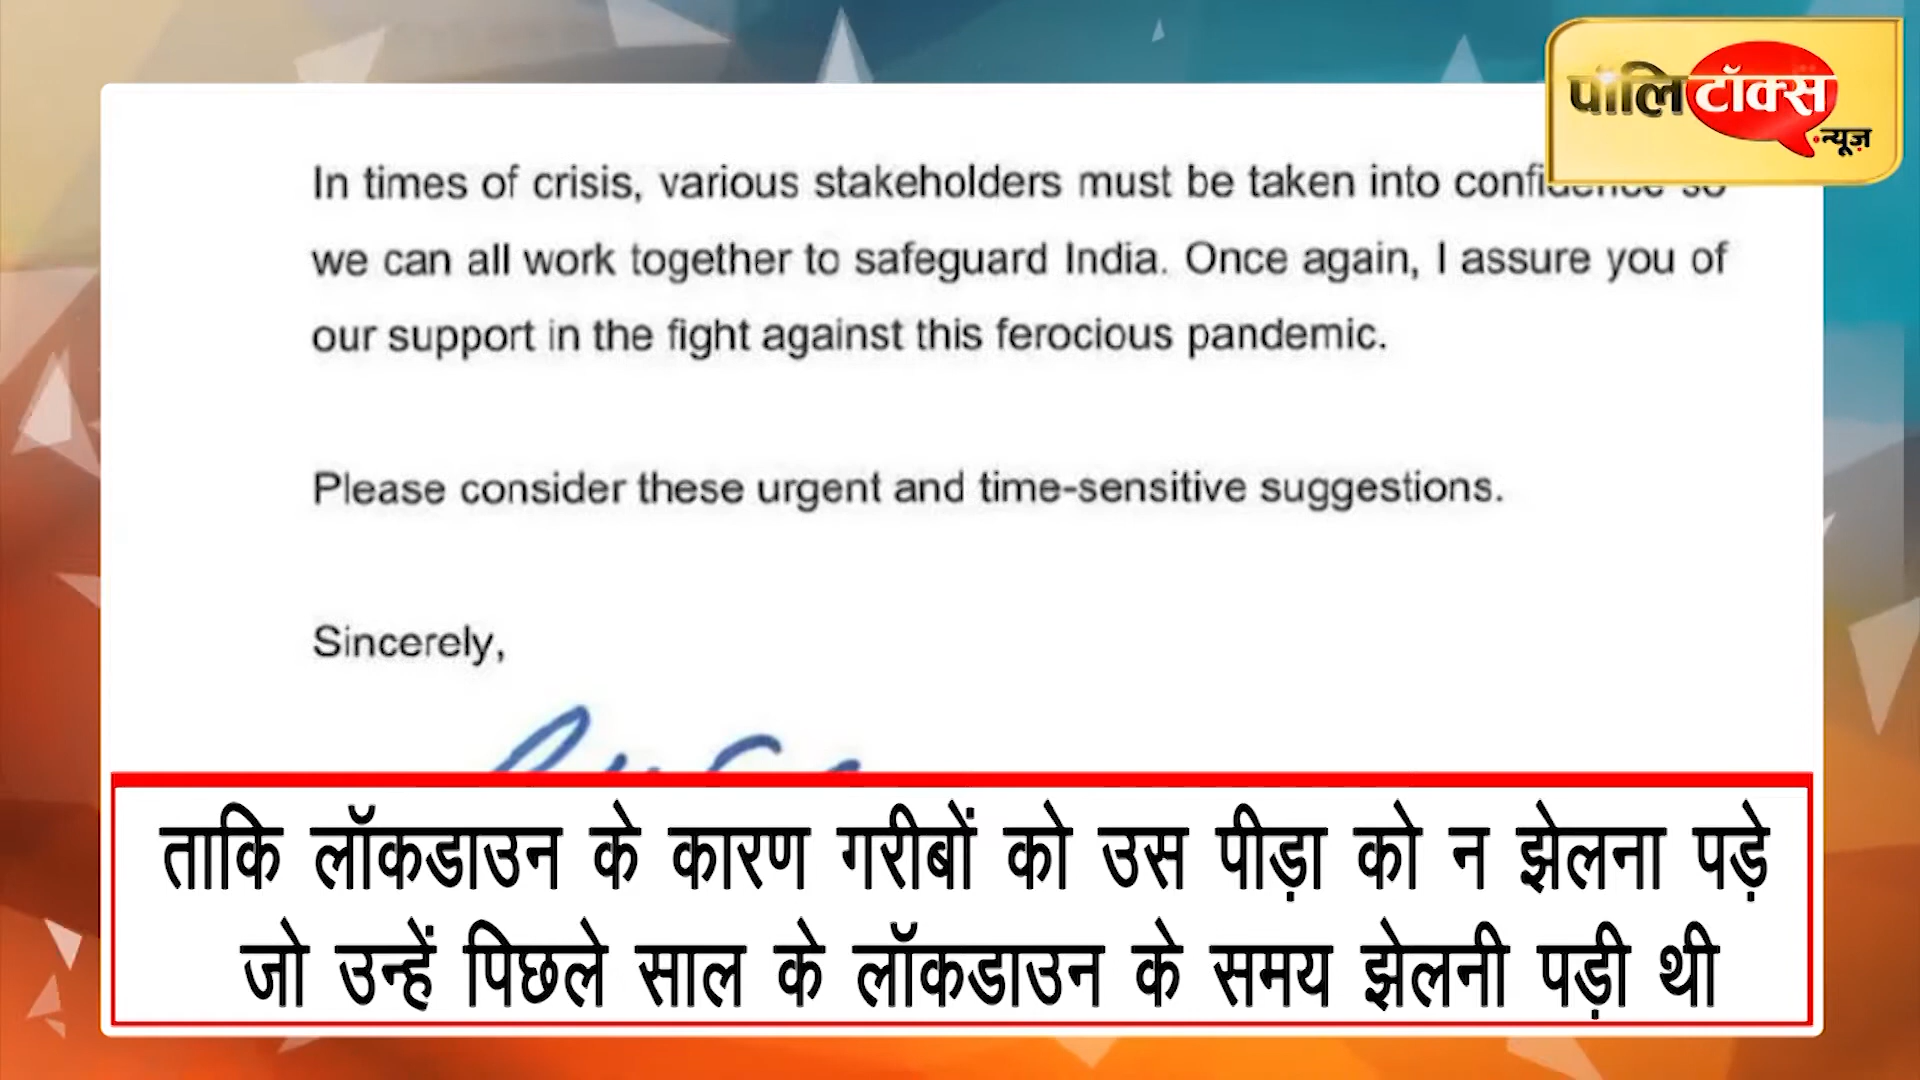 पॉलि टॉक्स
.न्यूज़
In times of crisis, various stakeholders must be taken into
we can all work together to safeguard India. Once again, I assure you of
our support in the fight against this ferocious pandemic.
Please consider these urgent and time-sensitive suggestions.
Sincerely,
ताकि लॉकडाउन के कारण गरीबों को उस पीड़ा को न झेलना पड़े
जो उन्हें पिछले साल के लॉकडाउन के समय झेलनी पड़ी थी